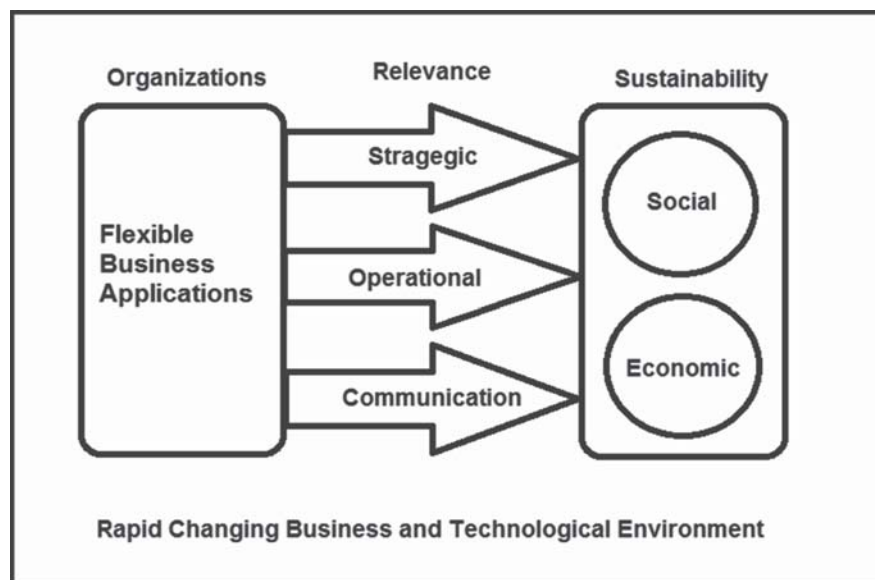 Organizations
Relevance
Sustainability
Stragegic
Flexible
Business
Applications
Operational
Communication
Social
Economic
Rapid Changing Business and Technological Environment